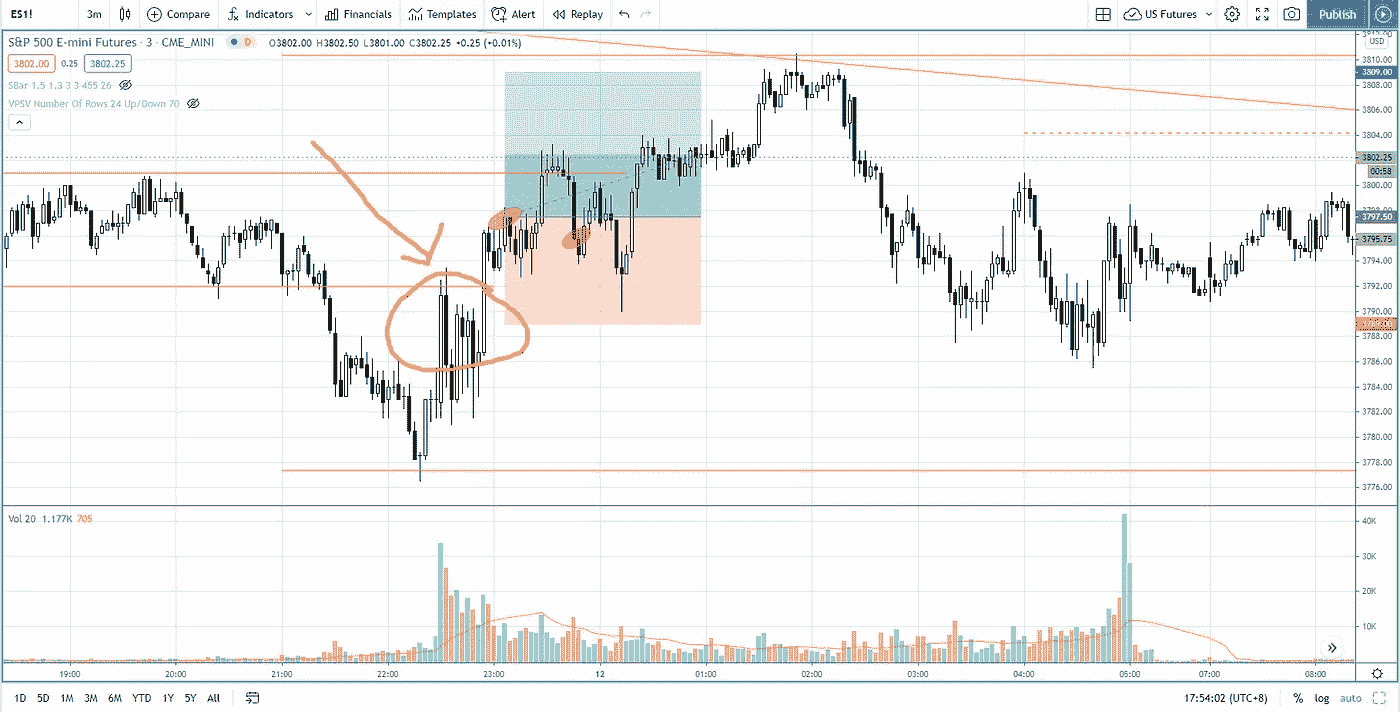 ES1! 3m Compare Indicators Financials Templates Alert Replay US Futures Publish
S&P 500 E-mini Futures · 3 · CME_MINI D O3802.00 H3802.50 L3801.00 C3802.25 +0.25 (+0.01%)
3802.00 0.25 3802.25
SBar 1.5 1.3 3 3 455 26
VPSV Number Of Rows 24 Up/Down 70
USD
3810.00
3809.00
3808.00
3806.00
3804.00
3802.25
00:58
3800.00
3797.50
3795.75
3794.00
3792.00
3790.00
3788.00
3786.00
3784.00
3782.00
3780.00
3778.00
3776.00
Vol 20 1.177K 705
40K
30K
20K
10K
19:00 20:00 21:00 22:00 23:00 12 01:00 02:00 03:00 04:00 05:00 07:00 08:00
1D 5D 1M 3M 6M YTD 1Y 5Y All 17:54:02 (UTC+8) % log auto